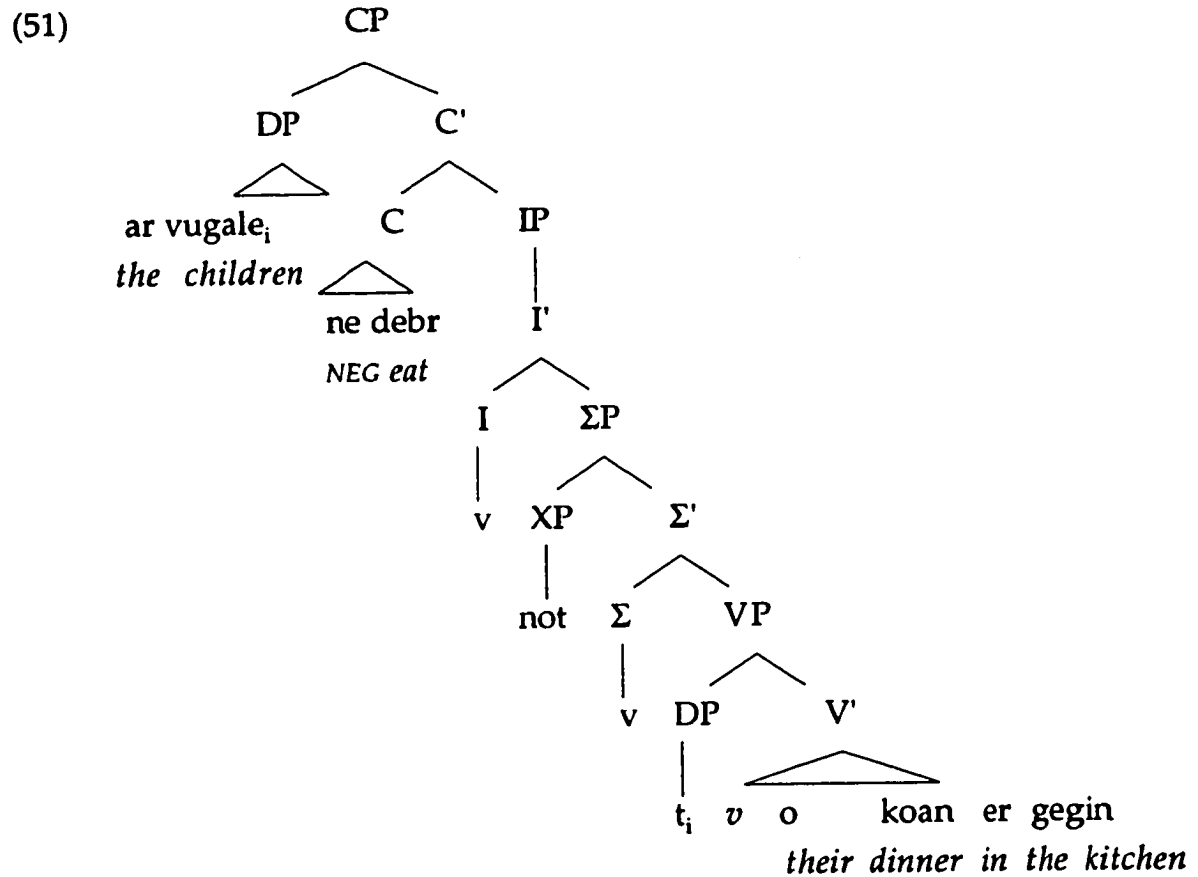 (51) CP
DP C'
ar vugaleᵢ C IP
the children
ne debr I'
NEG eat
I ΣP
v XP Σ'
not Σ VP
v DP V'
tᵢ v o koan er gegin
their dinner in the kitchen